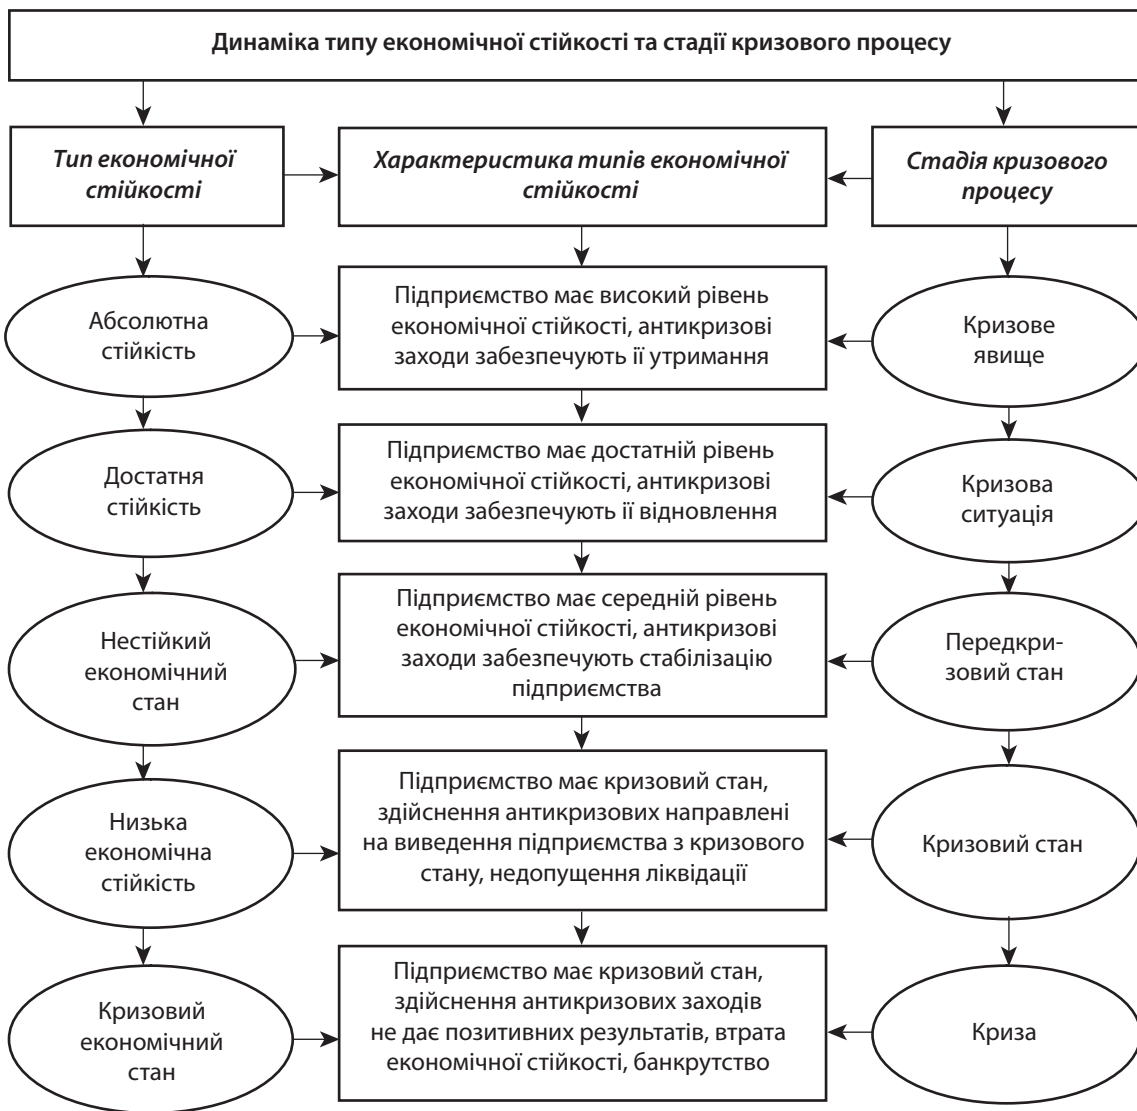 Динаміка типу економічної стійкості та стадії кризового процесу
Тип економічної
стійкості
Характеристика типів економічної
стійкості
Стадія кризового
процесу
Абсолютна
стійкість
Підприємство має високий рівень
економічної стійкості, антикризові
заходи забезпечують ії утримання
Кризове
явище
Достатня
стійкість
Підприємство має достатній рівень
економічної стійкості, антикризові
заходи забезпечують ії відновлення
Кризова
ситуація
Нестійкий
економічний
стан
Підприємство має середній рівень
економічної стійкості, антикризові
заходи забезпечують стабілізацію
підприємства
Передкри-
зовий стан
Низька
економічна
стійкість
Підприємство має кризовий стан,
здійснення антикризових направлені
на виведення підприємства з кризового
стану, недопущення ліквідації
Кризовий стан
Кризовий
економічний
стан
Підприємство має кризовий стан,
здійснення антикризових заходів
не дає позитивних результатів, втрата
економічної стійкості, банкрутство
Криза